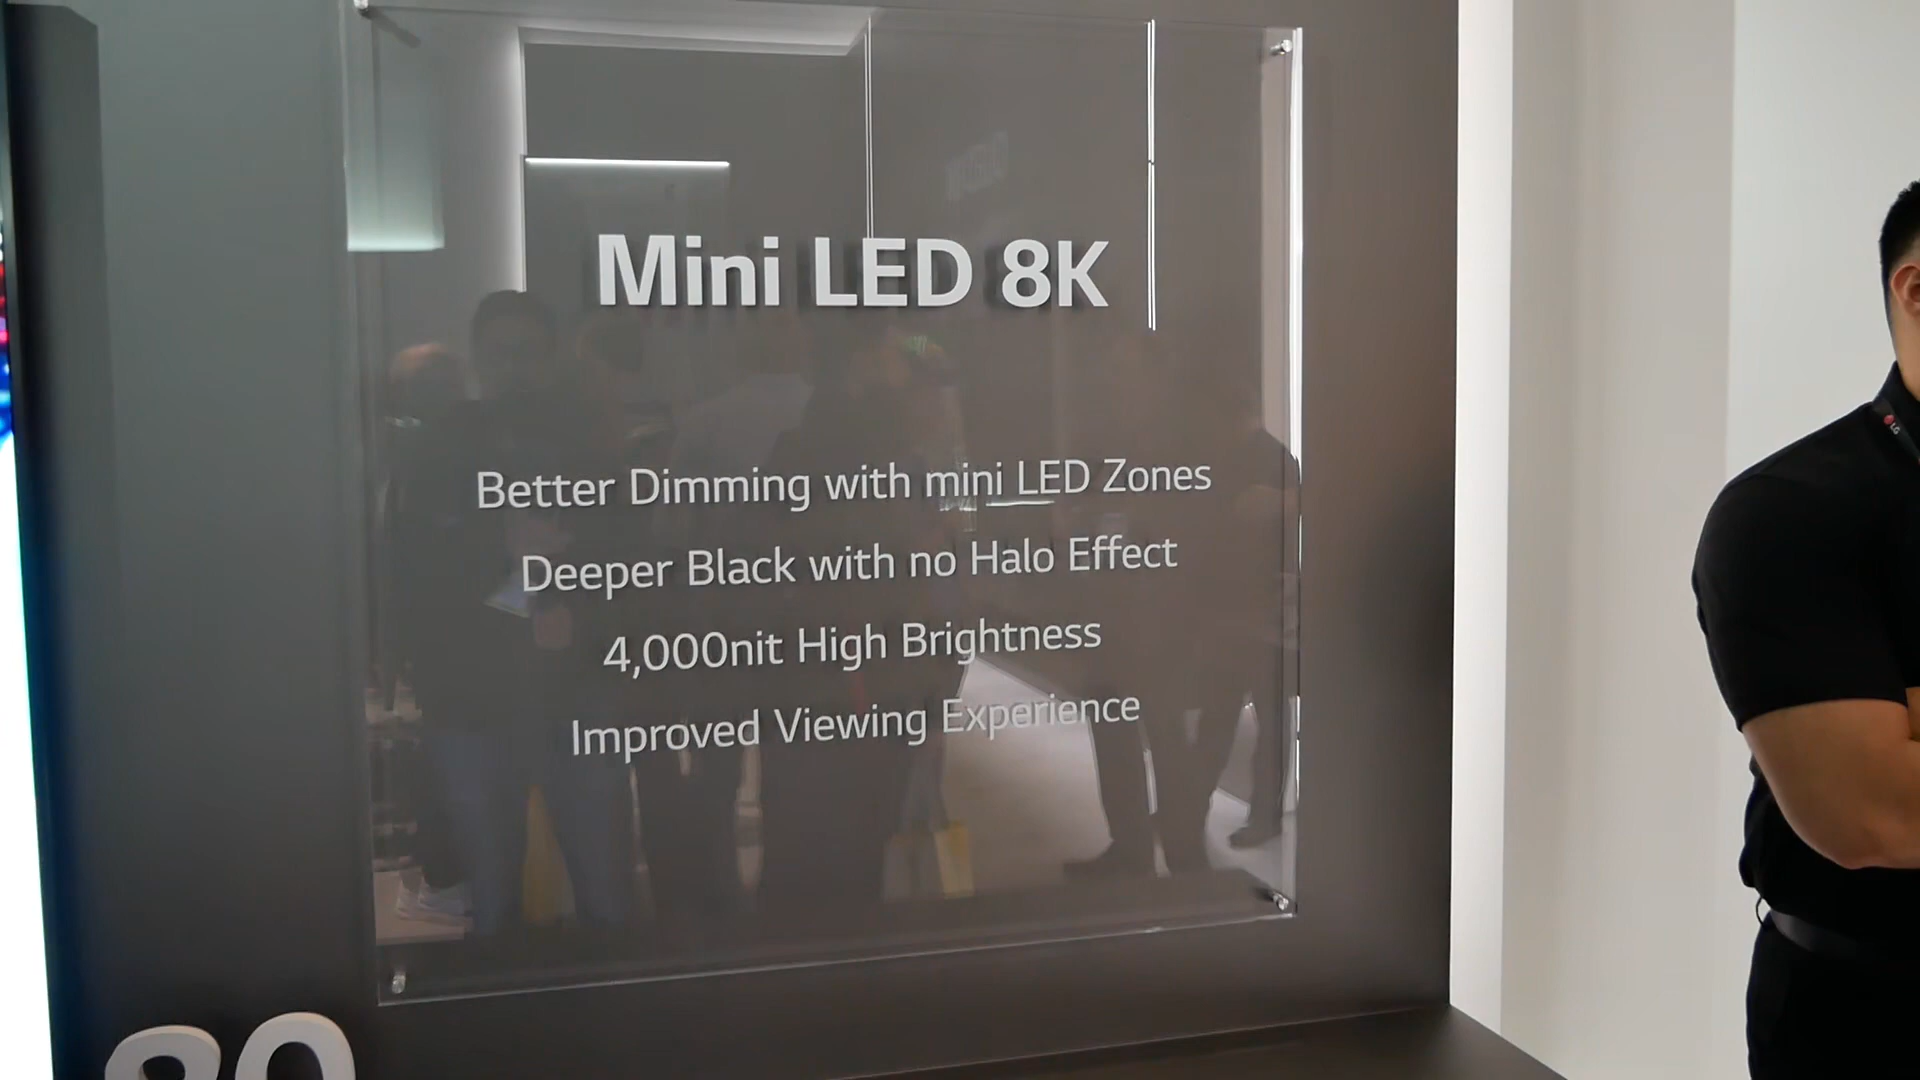 Mini LED 8K
Better Dimming with mini LED Zones
Deeper Black with no Halo Effect
4,000nit High Brightness
Improved Viewing Experience
LG